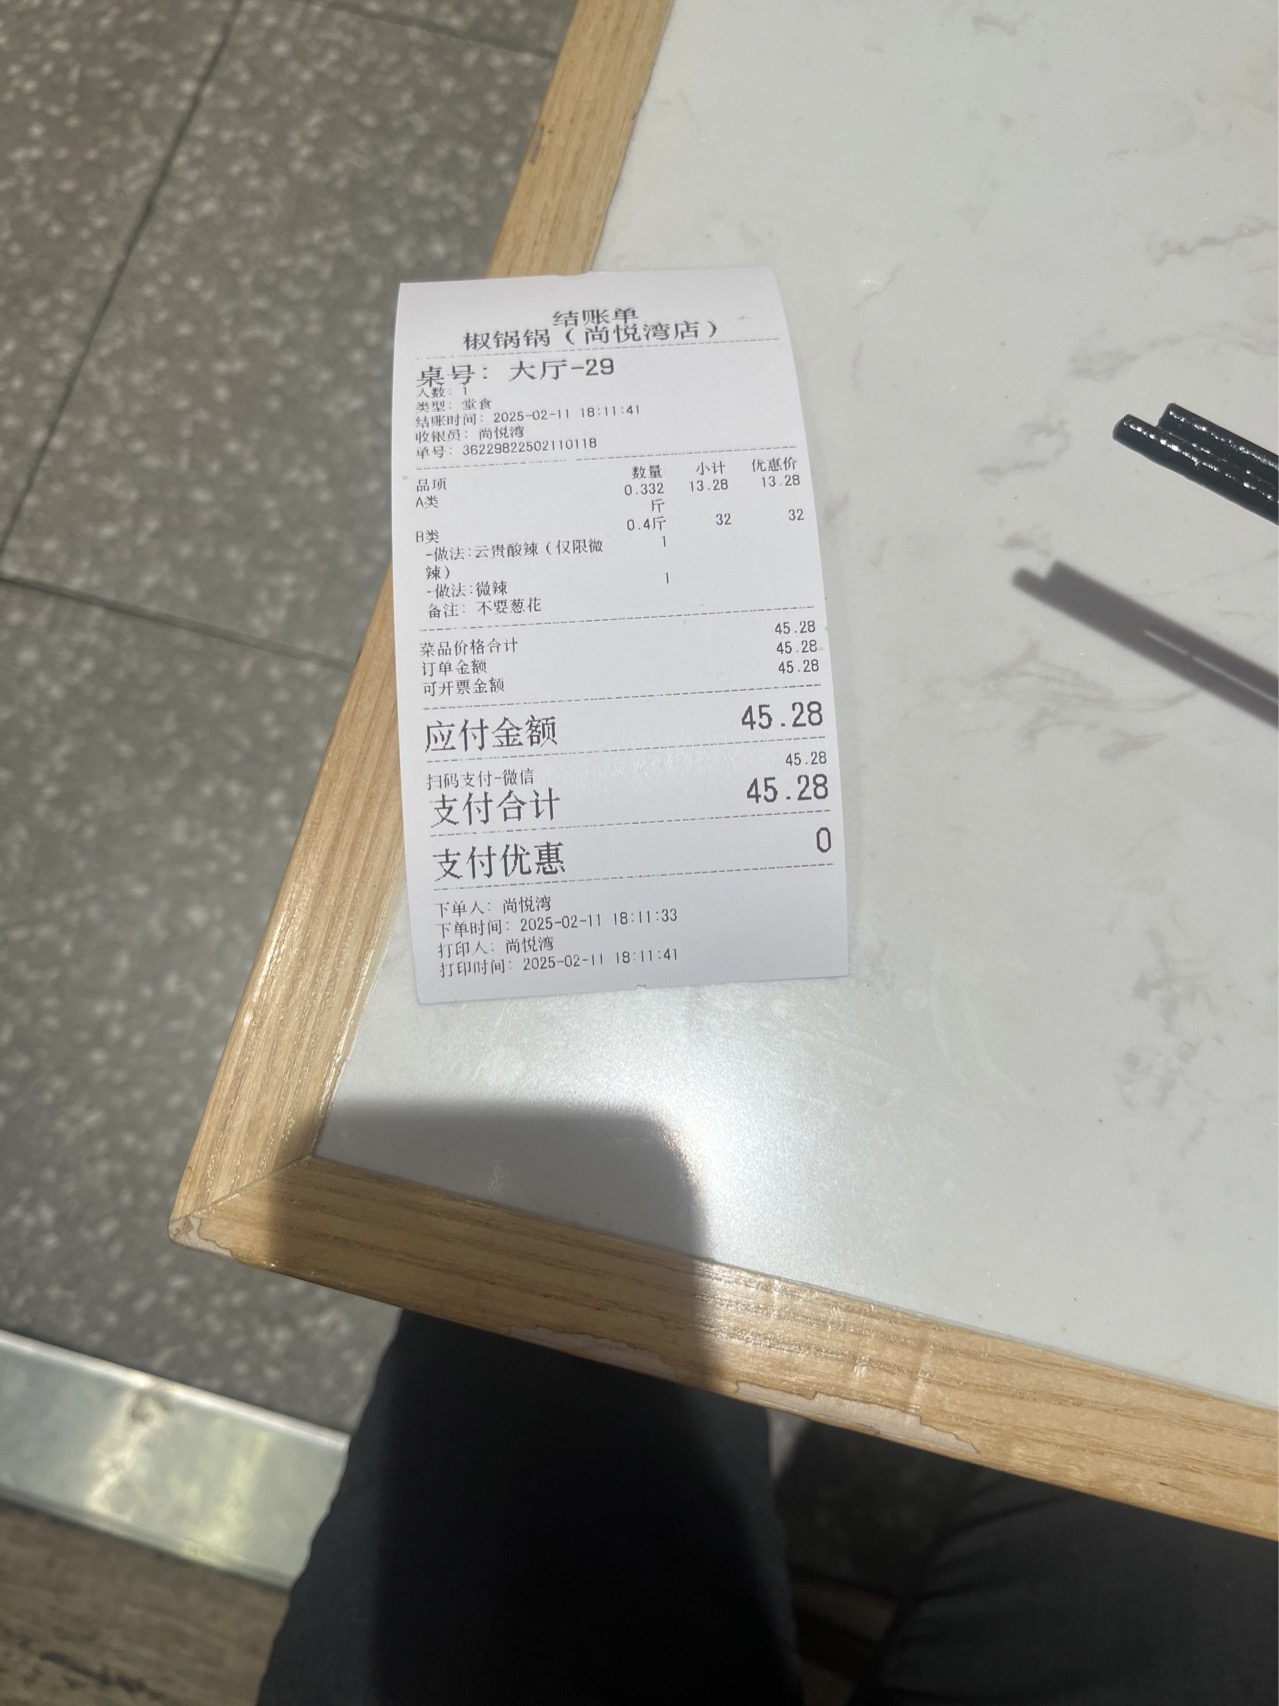 结账单
椒锅锅（尚悦湾店）
桌号：大厅-29
人数：1
类型：堂食
结账时间：2025-02-11 18:11:41
收银员：尚悦湾
单号：36229822502110118
品项 数量 小计 优惠价
A类 0.332 13.28 13.28
斤
B类 0.4斤 32 32
-做法:云贵酸辣（仅限微 1
辣）
-做法:微辣 1
备注：不要葱花
菜品价格合计 45.28
订单金额 45.28
可开票金额 45.28
应付金额 45.28
扫码支付-微信 45.28
支付合计 45.28
支付优惠 0
下单人：尚悦湾
下单时间：2025-02-11 18:11:33
打印人：尚悦湾
打印时间：2025-02-11 18:11:41